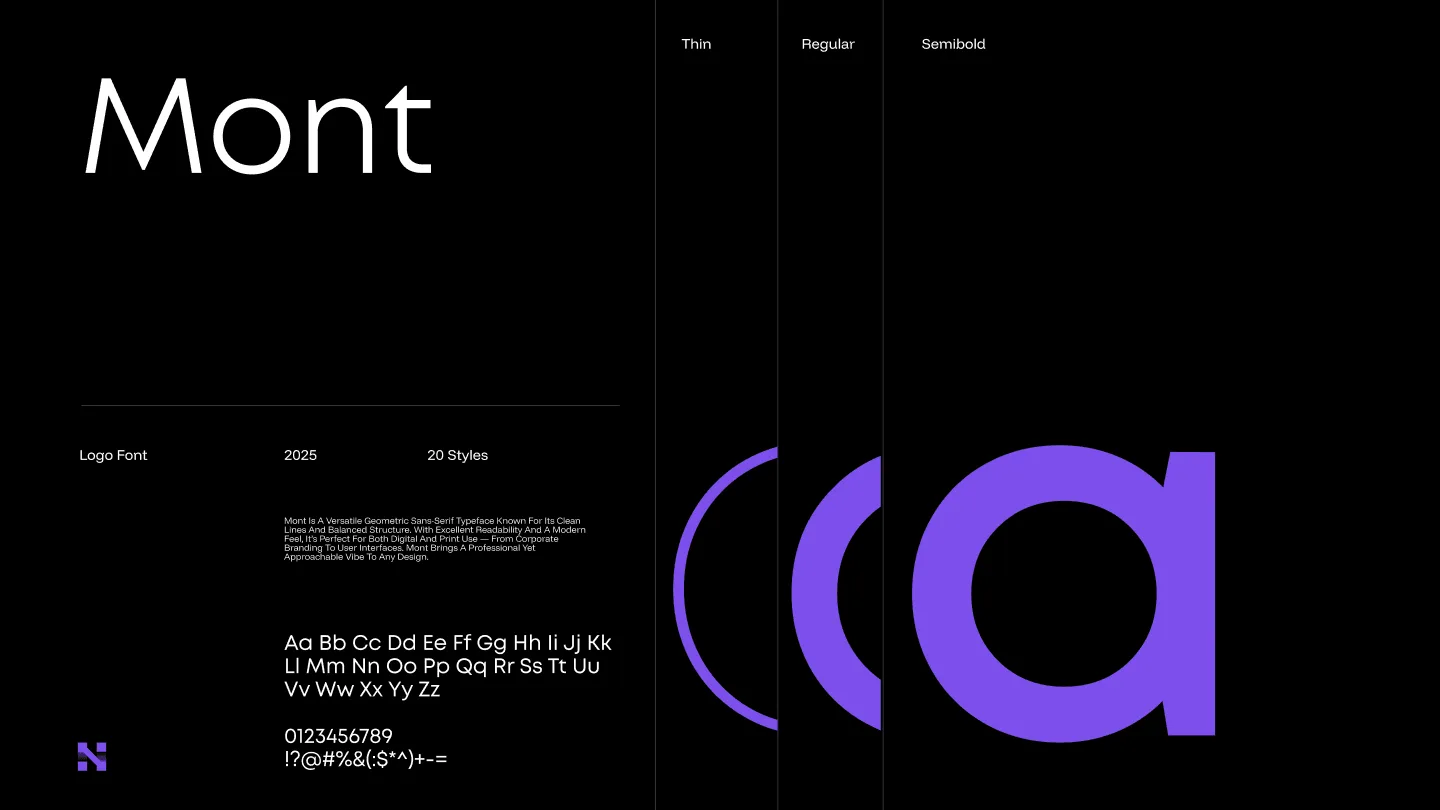 Mont
Thin
Regular
Semibold
Logo Font
2025
20 Styles
Mont Is A Versatile Geometric Sans-Serif Typeface Known For Its Clean
Lines And Balanced Structure. With Excellent Readability And A Modern
Feel, It's Perfect For Both Digital And Print Use — From Corporate
Branding To User Interfaces. Mont Brings A Professional Yet
Approachable Vibe To Any Design.
Aa Bb Cc Dd Ee Ff Gg Hh Ii Jj Kk
Ll Mm Nn Oo Pp Qq Rr Ss Tt Uu
Vv Ww Xx Yy Zz
0123456789
!?@#%&(:$*^)+-=
a
N